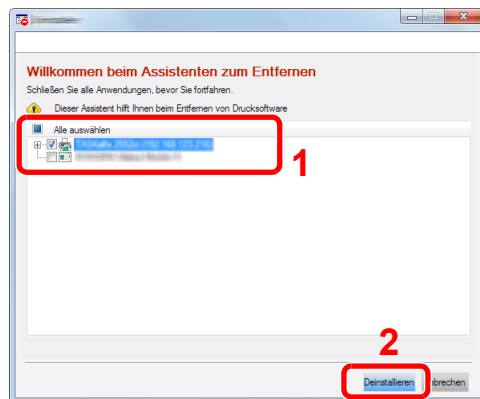 Willkommen beim Assistenten zum Entfernen
Schließen Sie alle Anwendungen, bevor Sie fortfahren.
Dieser Assistent hilft Ihnen beim Entfernen von Drucksoftware
Alle auswählen
1
2
Deinstallieren
brechen